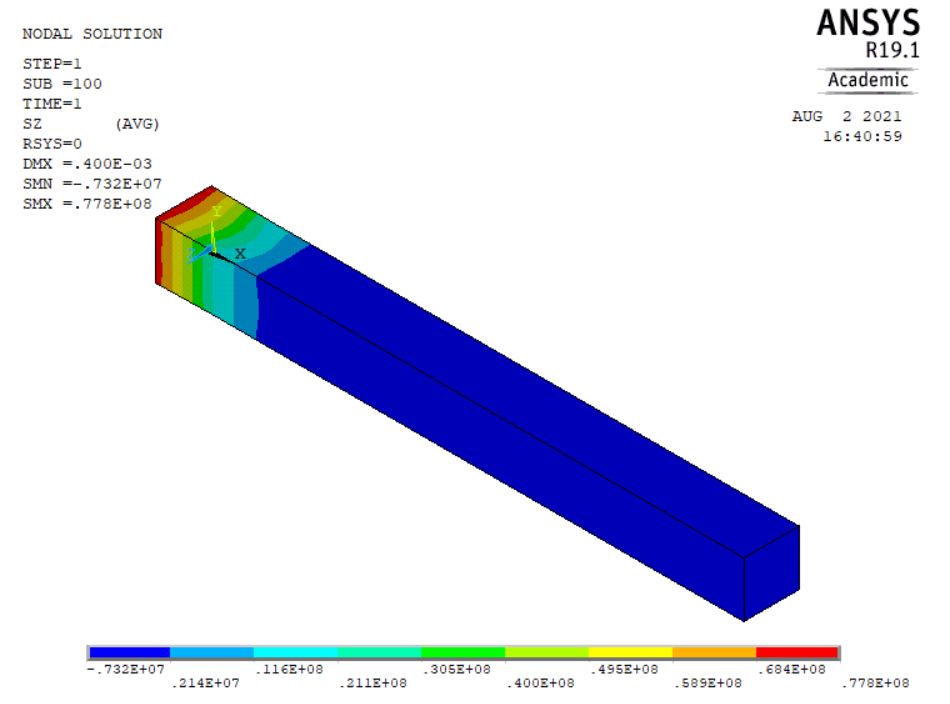 NODAL SOLUTION
STEP=1
SUB =100
TIME=1
SZ (AVG)
RSYS=0
DMX =.400E-03
SMN =-.732E+07
SMX =.778E+08
ANSYS
R19.1
Academic
AUG 2 2021
16:40:59
Y
Z X
-.732E+07 .116E+08 .305E+08 .495E+08 .684E+08
.214E+07 .211E+08 .400E+08 .589E+08 .778E+08